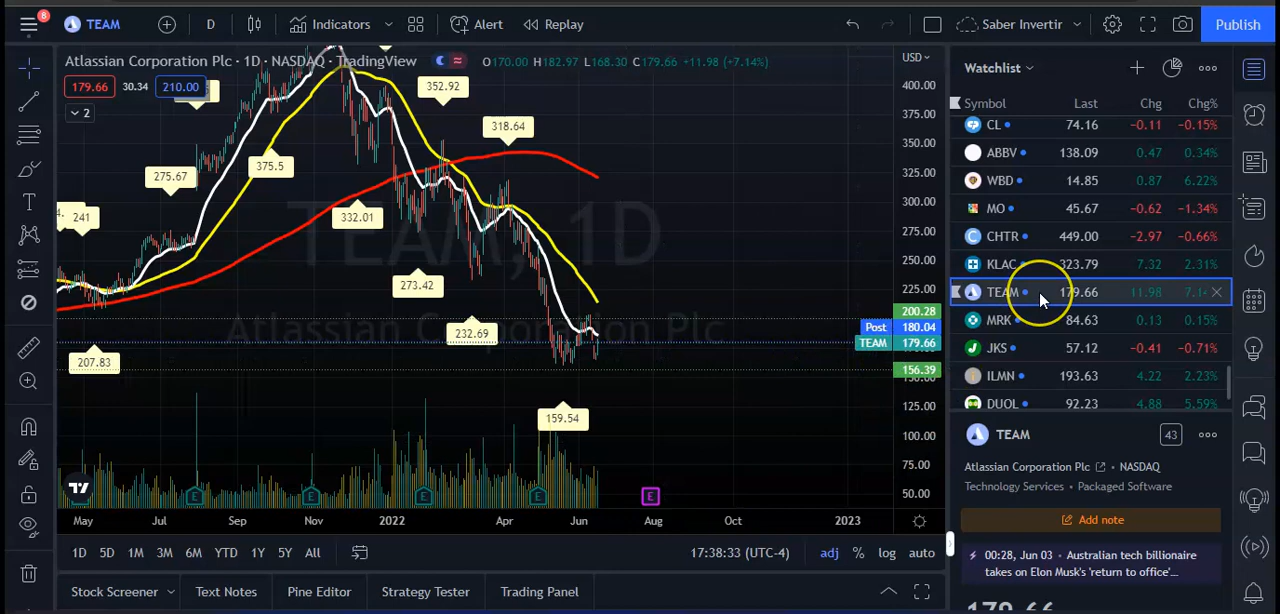 8
TEAM
D
Indicators
Alert
Replay
Saber Invertir
Publish
Atlassian Corporation Plc · 1D · NASDAQ · TradingView
O170.00 H182.97 L168.30 C179.66 +11.98 (+7.14%)
179.66 30.34 210.00
2
USD
400.00
375.00
350.00
325.00
300.00
275.00
250.00
225.00
200.28
Post 180.04
TEAM 179.66
156.39
150.00
125.00
100.00
75.00
50.00
352.92
318.64
375.5
275.67
332.01
241
273.42
232.69
207.83
159.54
TEAM, 1D
Atlassian Corporation Plc
E
E
E
E
E
May Jul Sep Nov 2022 Apr Jun Aug Oct 2023
1D 5D 1M 3M 6M YTD 1Y 5Y All
17:38:33 (UTC-4)
adj % log auto
Stock Screener
Text Notes
Pine Editor
Strategy Tester
Trading Panel
Watchlist
Symbol Last Chg Chg%
CL 74.16 −0.11 −0.15%
ABBV 138.09 0.47 0.34%
WBD 14.85 0.87 6.22%
MO 45.67 −0.62 −1.34%
CHTR 449.00 −2.97 −0.66%
KLAC 323.79 7.32 2.31%
TEAM 179.66 11.98 7.1
MRK 84.63 0.13 0.15%
JKS 57.12 −0.41 −0.71%
ILMN 193.63 4.22 2.23%
DUOL 92.23 4.88 5.59%
TEAM
43
Atlassian Corporation Plc • NASDAQ
Technology Services • Packaged Software
Add note
00:28, Jun 03 • Australian tech billionaire
takes on Elon Musk's 'return to office'...
179.66